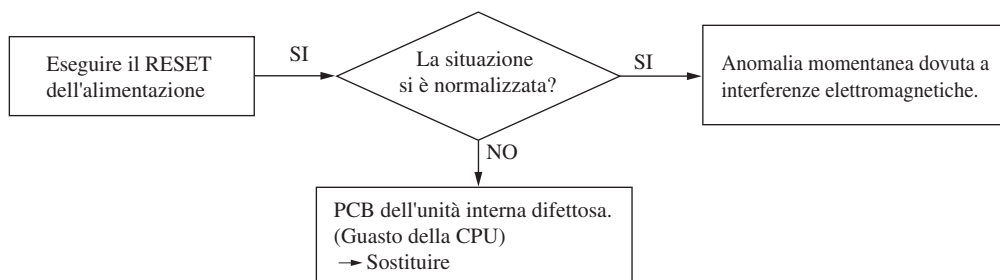 Eseguire il RESET
dell'alimentazione
SI
La situazione
si è normalizzata?
SI
Anomalia momentanea dovuta a
interferenze elettromagnetiche.
NO
PCB dell'unità interna difettosa.
(Guasto della CPU)
→ Sostituire